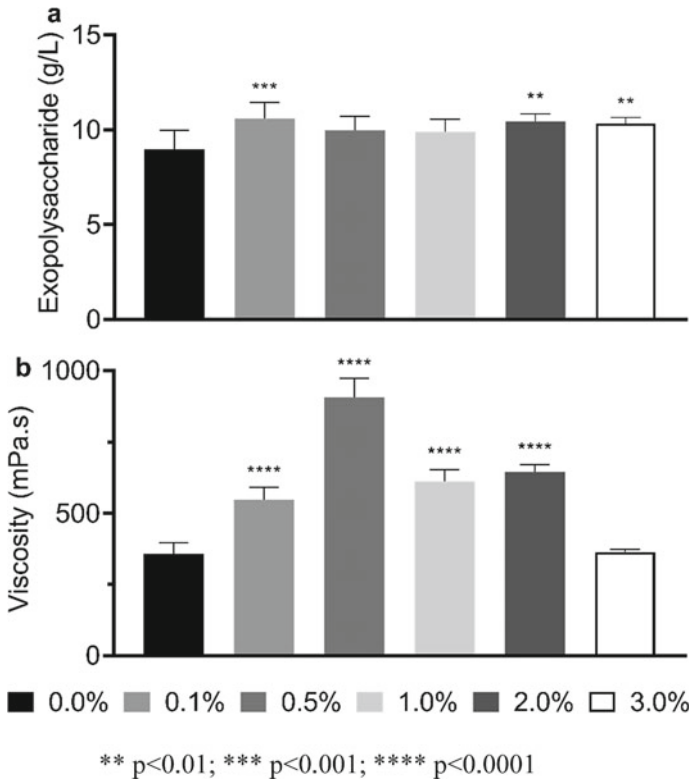 a
Exopolysaccharide (g/L)
15
10
5
0
***
**
**
b
Viscosity (mPa.s)
1000
500
0
****
****
****
****
0.0% 0.1% 0.5% 1.0% 2.0% 3.0%
** p<0.01; *** p<0.001; **** p<0.0001